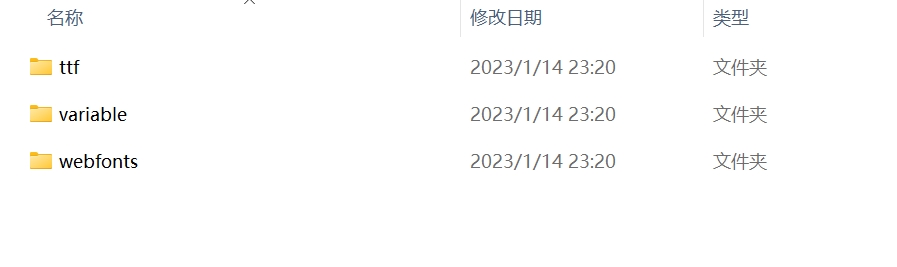 名称 修改日期 类型
ttf 2023/1/14 23:20 文件夹
variable 2023/1/14 23:20 文件夹
webfonts 2023/1/14 23:20 文件夹